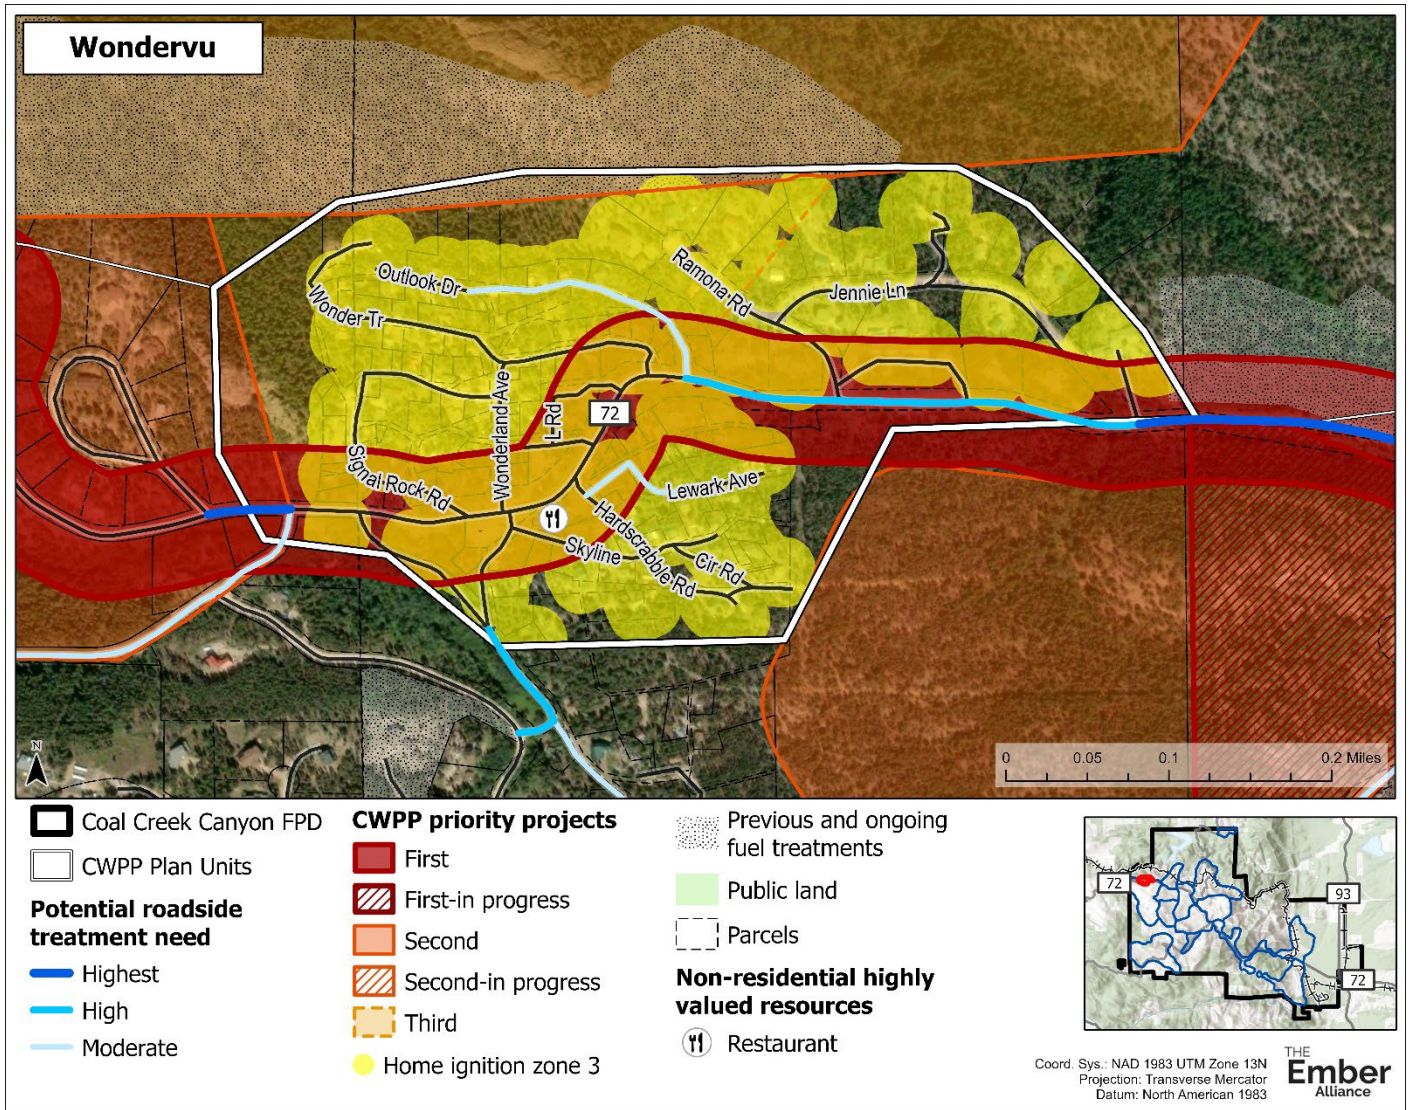 Wondervu
Outlook Dr
Wonder Tr
Ramona Rd
Jennie Ln
Wonderland Ave
L Rd
72
Signal Rock Rd
Lewark Ave
Hardscrabble Rd
Skyline
Cir Rd
N
0 0.05 0.1 0.2 Miles
Coal Creek Canyon FPD
CWPP Plan Units
Potential roadside
treatment need
Highest
High
Moderate
CWPP priority projects
First
First-in progress
Second
Second-in progress
Third
Home ignition zone 3
Previous and ongoing
fuel treatments
Public land
Parcels
Non-residential highly
valued resources
Restaurant
72
93
72
Coord. Sys.: NAD 1983 UTM Zone 13N
Projection: Transverse Mercator
Datum: North American 1983
THE
Ember
Alliance